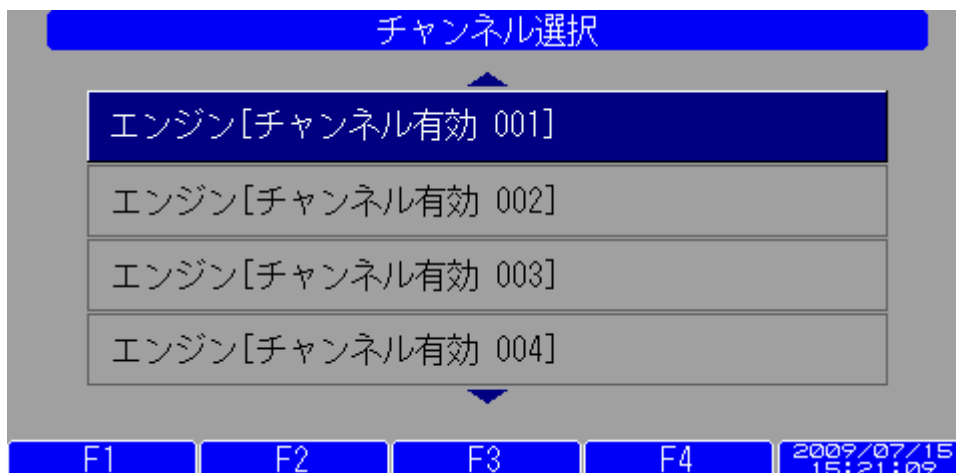 チャンネル選択
エンジン[チャンネル有効 001]
エンジン[チャンネル有効 002]
エンジン[チャンネル有効 003]
エンジン[チャンネル有効 004]
F1 F2 F3 F4 2009/07/15
15:21:09